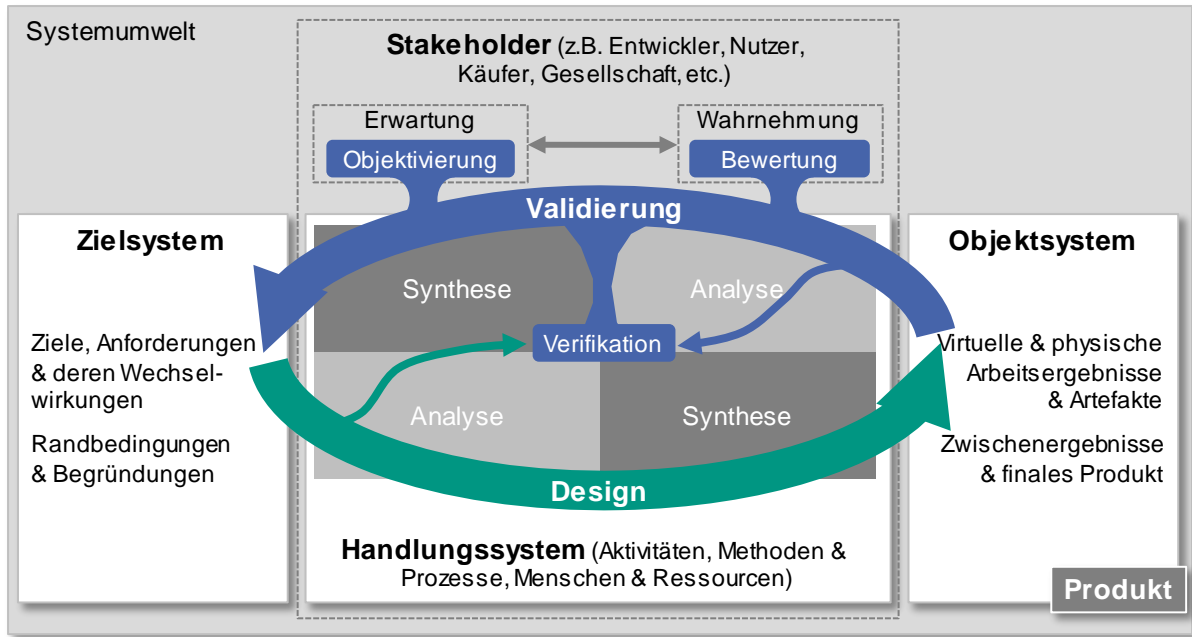 Systemumwelt
Stakeholder (z.B. Entwickler, Nutzer,
Käufer, Gesellschaft, etc.)
Erwartung
Objektivierung
Wahrnehmung
Bewertung
Validierung
Zielsystem
Ziele, Anforderungen
& deren Wechsel-
wirkungen
Randbedingungen
& Begründungen
Synthese
Analyse
Verifikation
Analyse
Synthese
Design
Objektsystem
Virtuelle & physische
Arbeitsergebnisse
& Artefakte
Zwischenergebnisse
& finales Produkt
Handlungssystem (Aktivitäten, Methoden &
Prozesse, Menschen & Ressourcen)
Produkt